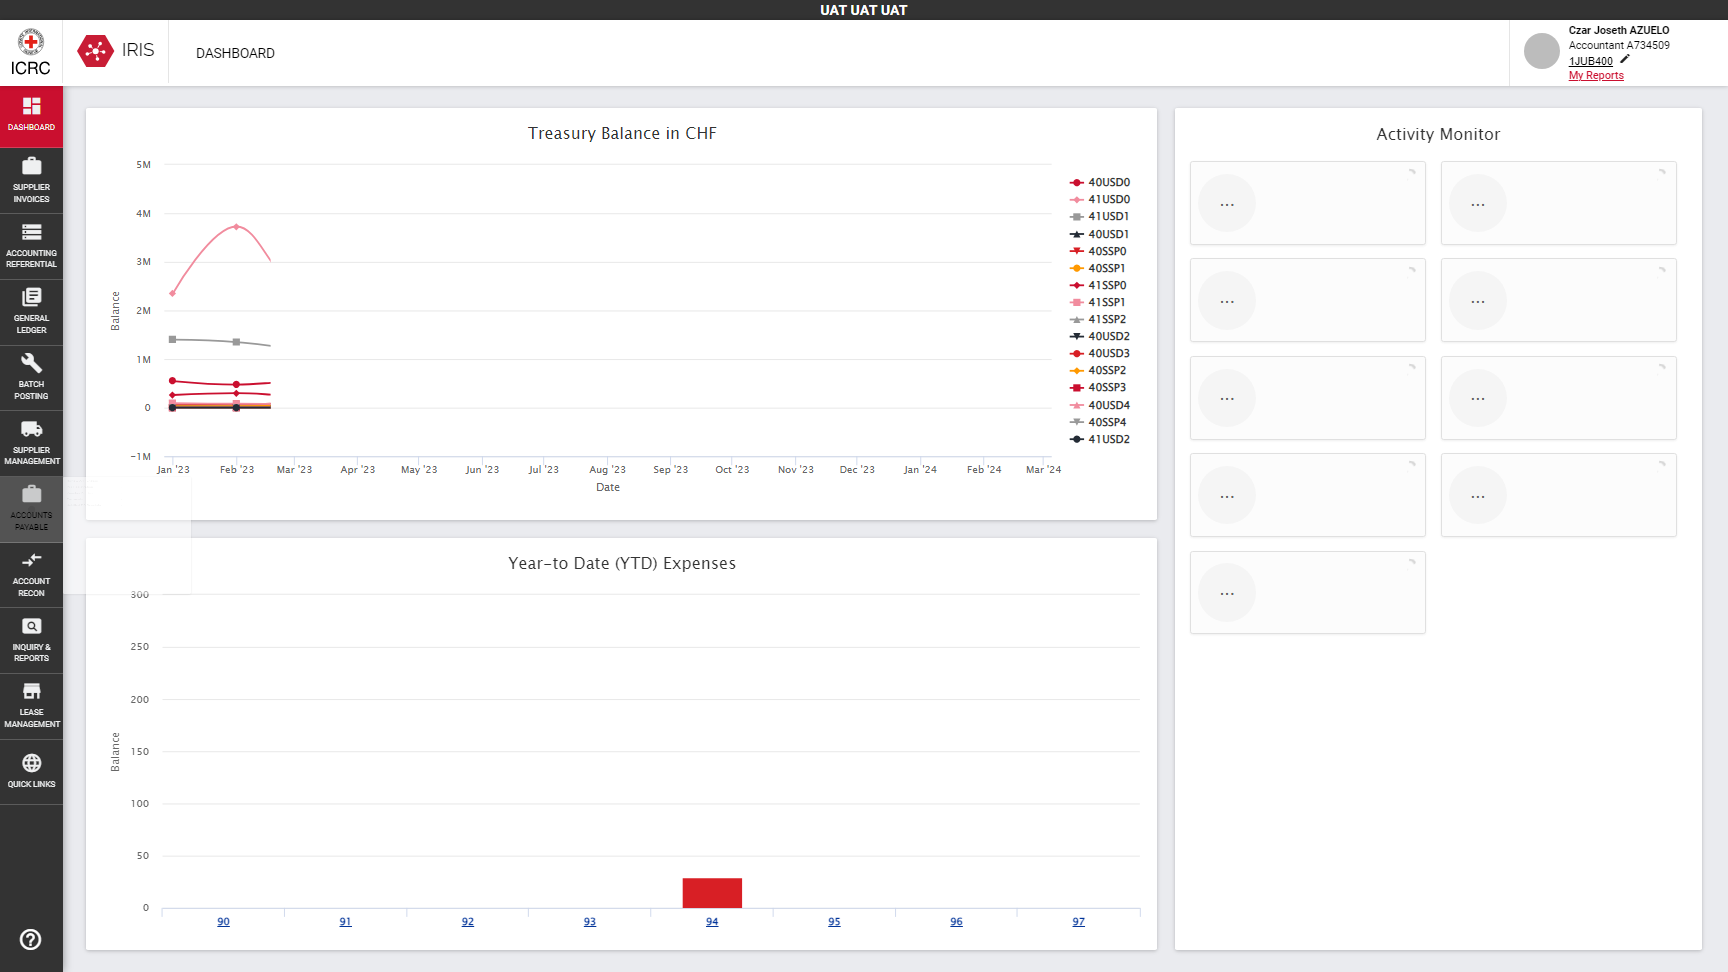 UAT UAT UAT
ICRC
IRIS
DASHBOARD
Czar Joseth AZUELO
Accountant A734509
1JUB400
My Reports
DASHBOARD
SUPPLIER
INVOICES
ACCOUNTING
REFERENTIAL
GENERAL
LEDGER
BATCH
POSTING
SUPPLIER
MANAGEMENT
ACCOUNTS
PAYABLE
ACCOUNT
RECON
INQUIRY &
REPORTS
LEASE
MANAGEMENT
QUICK LINKS
Treasury Balance in CHF
Balance
5M
4M
3M
2M
1M
0
−1M
Jan '23 Feb '23 Mar '23 Apr '23 May '23 Jun '23 Jul '23 Aug '23 Sep '23 Oct '23 Nov '23 Dec '23 Jan '24 Feb '24 Mar '24
Date
40USD0
41USD0
41USD1
40USD1
40SSP0
40SSP1
41SSP0
41SSP1
41SSP2
40USD2
40USD3
40SSP2
40SSP3
40USD4
40SSP4
41USD2
Year-to Date (YTD) Expenses
Balance
300
250
200
150
100
50
0
90 91 92 93 94 95 96 97
Activity Monitor
... ...
... ...
... ...
... ...
...